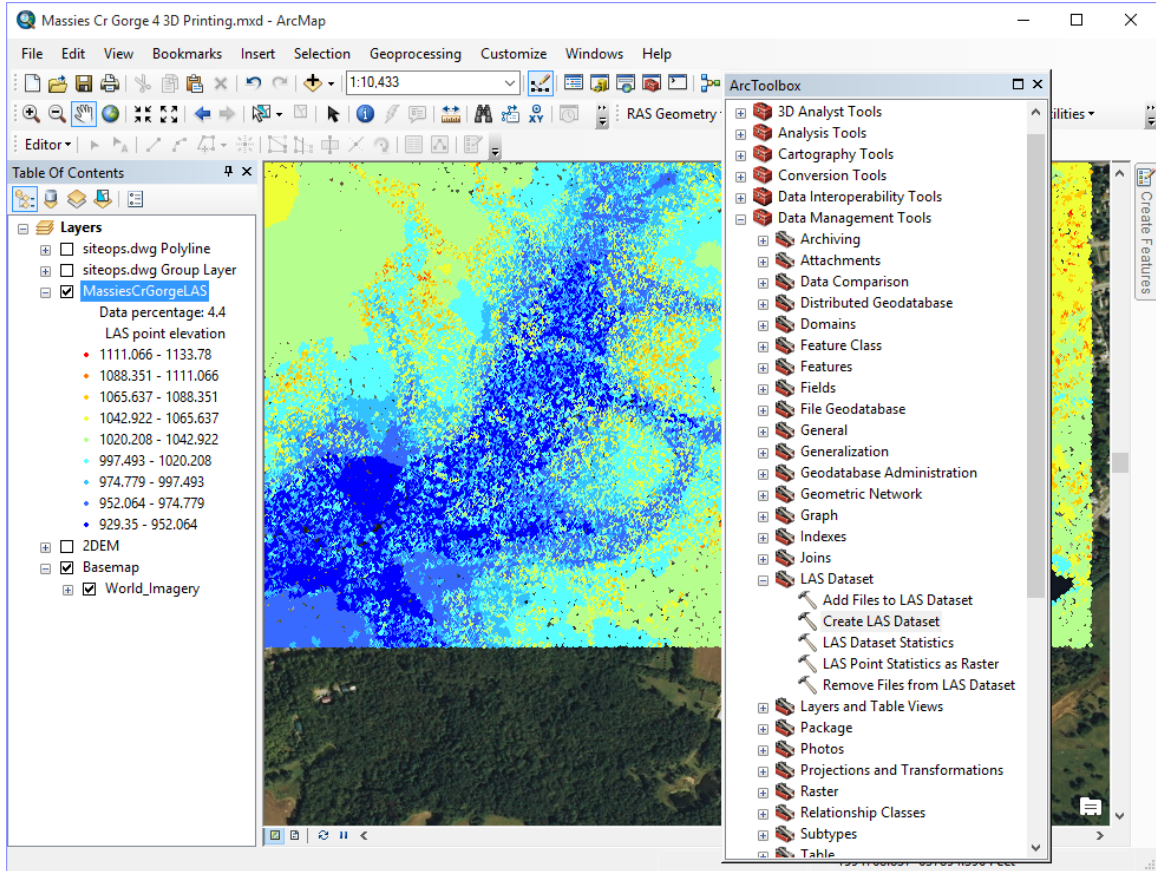 Massies Cr Gorge 4 3D Printing.mxd - ArcMap
File Edit View Bookmarks Insert Selection Geoprocessing Customize Windows Help
1:10,433
RAS Geometry
ilities
Editor
Table Of Contents
Layers
siteops.dwg Polyline
siteops.dwg Group Layer
MassiesCrGorgeLAS
Data percentage: 4.4
LAS point elevation
1111.066 - 1133.78
1088.351 - 1111.066
1065.637 - 1088.351
1042.922 - 1065.637
1020.208 - 1042.922
997.493 - 1020.208
974.779 - 997.493
952.064 - 974.779
929.35 - 952.064
2DEM
Basemap
World_Imagery
ArcToolbox
3D Analyst Tools
Analysis Tools
Cartography Tools
Conversion Tools
Data Interoperability Tools
Data Management Tools
Archiving
Attachments
Data Comparison
Distributed Geodatabase
Domains
Feature Class
Features
Fields
File Geodatabase
General
Generalization
Geodatabase Administration
Geometric Network
Graph
Indexes
Joins
LAS Dataset
Add Files to LAS Dataset
Create LAS Dataset
LAS Dataset Statistics
LAS Point Statistics as Raster
Remove Files from LAS Dataset
Layers and Table Views
Package
Photos
Projections and Transformations
Raster
Relationship Classes
Subtypes
Table
Create Features